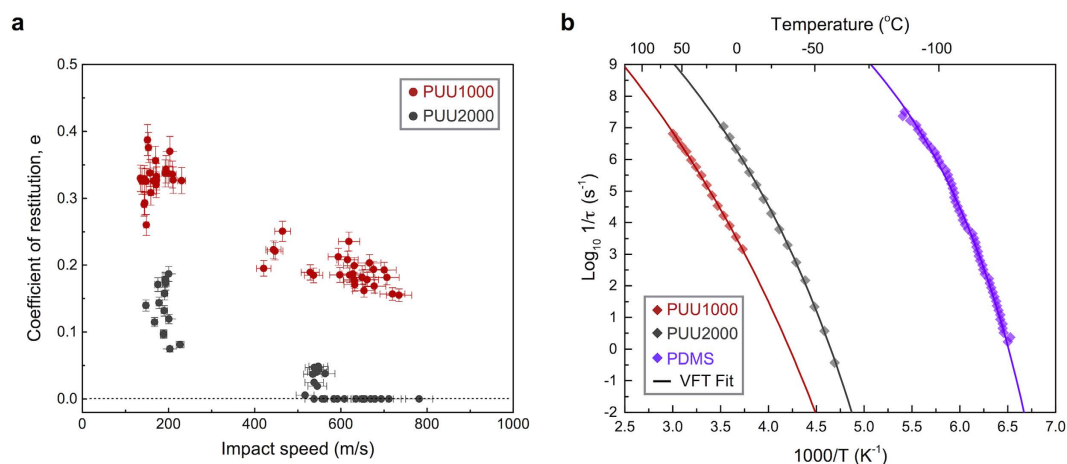 a
0.5
0.4
0.3
0.2
0.1
0.0
Coefficient of restitution, e
PUU1000
PUU2000
0 200 400 600 800 1000
Impact speed (m/s)
b
Temperature (°C)
100 50 0 -50 -100
9
8
7
6
5
4
3
2
1
0
-1
-2
Log10 1/τ (s-1)
PUU1000
PUU2000
PDMS
VFT Fit
2.5 3.0 3.5 4.0 4.5 5.0 5.5 6.0 6.5 7.0
1000/T (K-1)